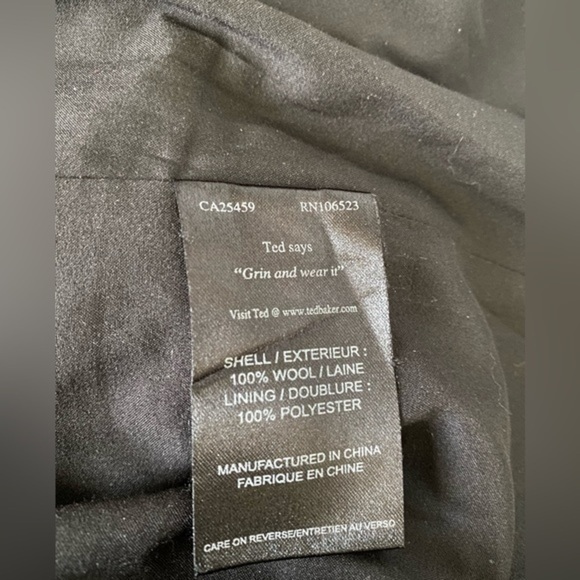 CA25459 RN106523
Ted says
“Grin and wear it”
Visit Ted @ www.tedbaker.com
SHELL / EXTERIEUR :
100% WOOL / LAINE
LINING / DOUBLURE :
100% POLYESTER
MANUFACTURED IN CHINA
FABRIQUE EN CHINE
CARE ON REVERSE/ENTRETIEN AU VERSO